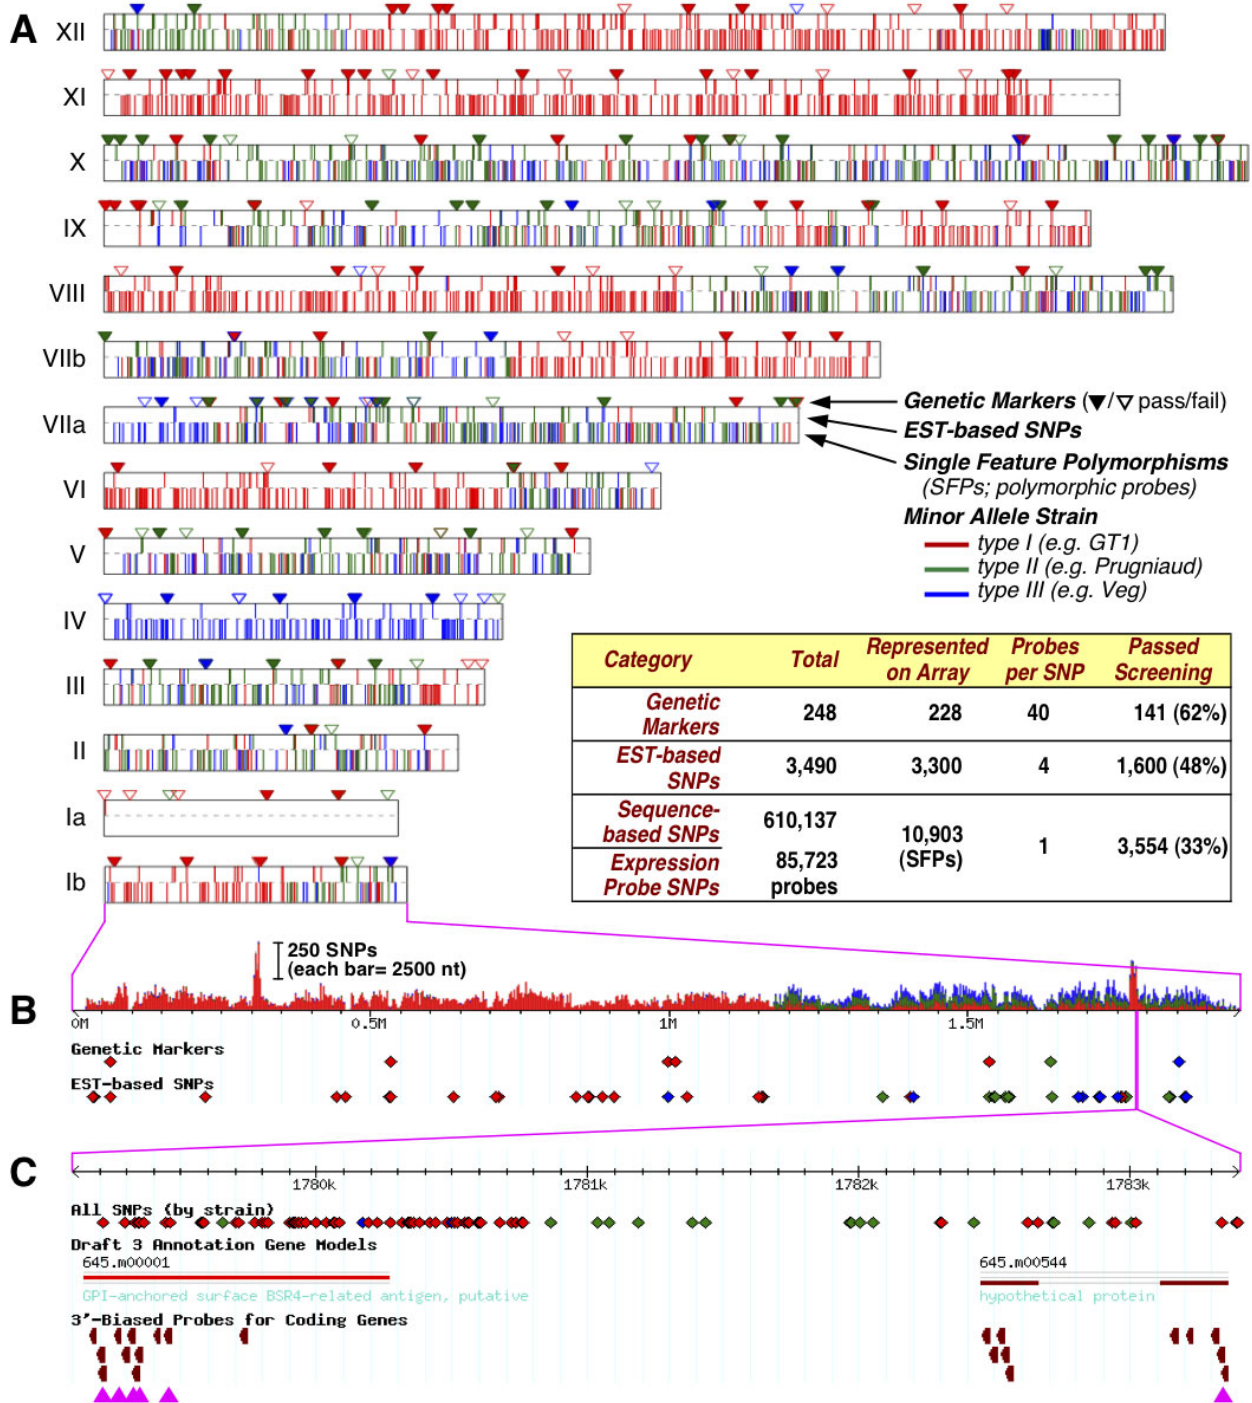 A
XII
XI
X
IX
VIII
VIIb
VIIa
Genetic Markers (▼/▽ pass/fail)
EST-based SNPs
Single Feature Polymorphisms
(SFPs; polymorphic probes)
Minor Allele Strain
type I (e.g. GT1)
type II (e.g. Prugniaud)
type III (e.g. Veg)
VI
V
IV
III
II
Ia
Ib
Category Total Represented on Array Probes per SNP Passed Screening
Genetic Markers 248 228 40 141 (62%)
EST-based SNPs 3,490 3,300 4 1,600 (48%)
Sequence-based SNPs 610,137 10,903 (SFPs) 1 3,554 (33%)
Expression Probe SNPs 85,723 probes
250 SNPs
(each bar= 2500 nt)
B
0M 0.5M 1M 1.5M
Genetic Markers
EST-based SNPs
C
1780k 1781k 1782k 1783k
All SNPs (by strain)
Draft 3 Annotation Gene Models
645.m00001 645.m00544
GPI-anchored surface BSR4-related antigen, putative hypothetical protein
3'-Biased Probes for Coding Genes